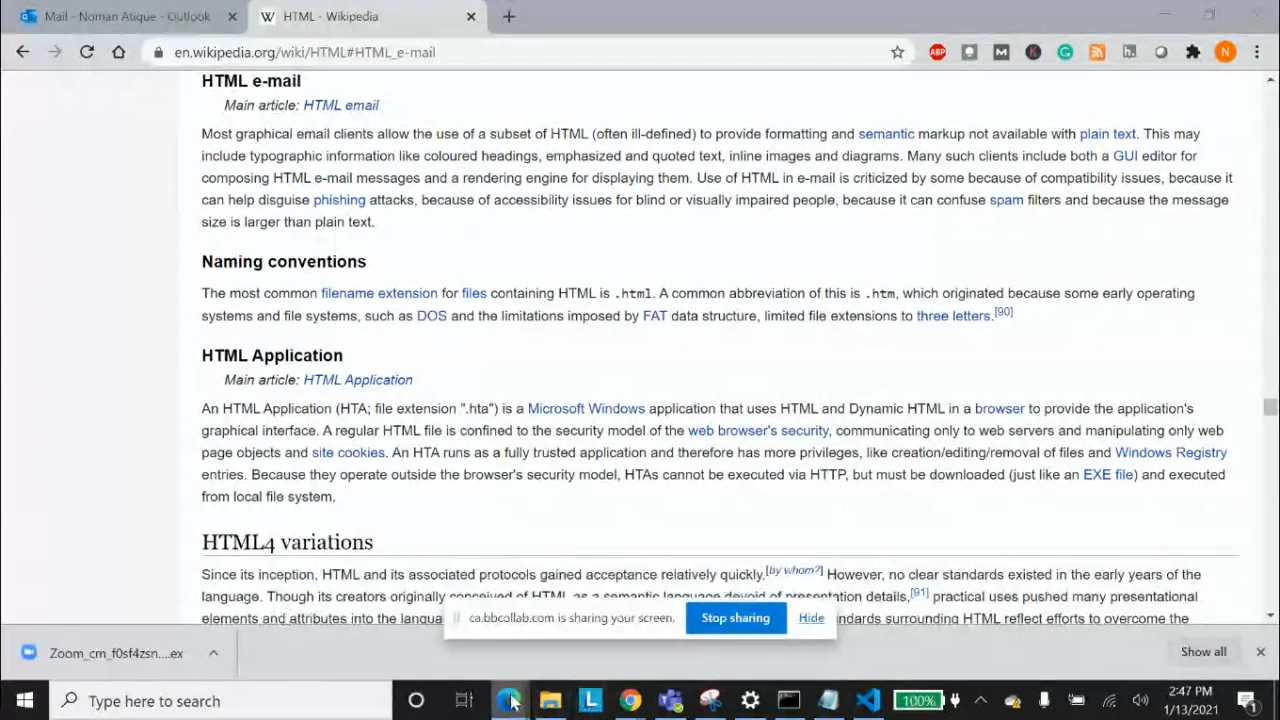 Mail - Noman Atique - Outlook
HTML - Wikipedia
en.wikipedia.org/wiki/HTML#HTML_e-mail
ABP
N
HTML e-mail
Main article: HTML email
Most graphical email clients allow the use of a subset of HTML (often ill-defined) to provide formatting and semantic markup not available with plain text. This may
include typographic information like coloured headings, emphasized and quoted text, inline images and diagrams. Many such clients include both a GUI editor for
composing HTML e-mail messages and a rendering engine for displaying them. Use of HTML in e-mail is criticized by some because of compatibility issues, because it
can help disguise phishing attacks, because of accessibility issues for blind or visually impaired people, because it can confuse spam filters and because the message
size is larger than plain text.
Naming conventions
The most common filename extension for files containing HTML is .html. A common abbreviation of this is .htm, which originated because some early operating
systems and file systems, such as DOS and the limitations imposed by FAT data structure, limited file extensions to three letters.[90]
HTML Application
Main article: HTML Application
An HTML Application (HTA; file extension ".hta") is a Microsoft Windows application that uses HTML and Dynamic HTML in a browser to provide the application's
graphical interface. A regular HTML file is confined to the security model of the web browser's security, communicating only to web servers and manipulating only web
page objects and site cookies. An HTA runs as a fully trusted application and therefore has more privileges, like creation/editing/removal of files and Windows Registry
entries. Because they operate outside the browser's security model, HTAs cannot be executed via HTTP, but must be downloaded (just like an EXE file) and executed
from local file system.
HTML4 variations
Since its inception, HTML and its associated protocols gained acceptance relatively quickly.[by whom?] However, no clear standards existed in the early years of the
language. Though its creators originally conceived of HTML as a semantic language devoid of presentation details,[91] practical uses pushed many presentational
elements and attributes into the langua
ndards surrounding HTML reflect efforts to overcome the
ca.bbcollab.com is sharing your screen.
Stop sharing
Hide
Zoom_cm_f0sf4zsn....ex
Show all
Type here to search
100%
2:47 PM
1/13/2021